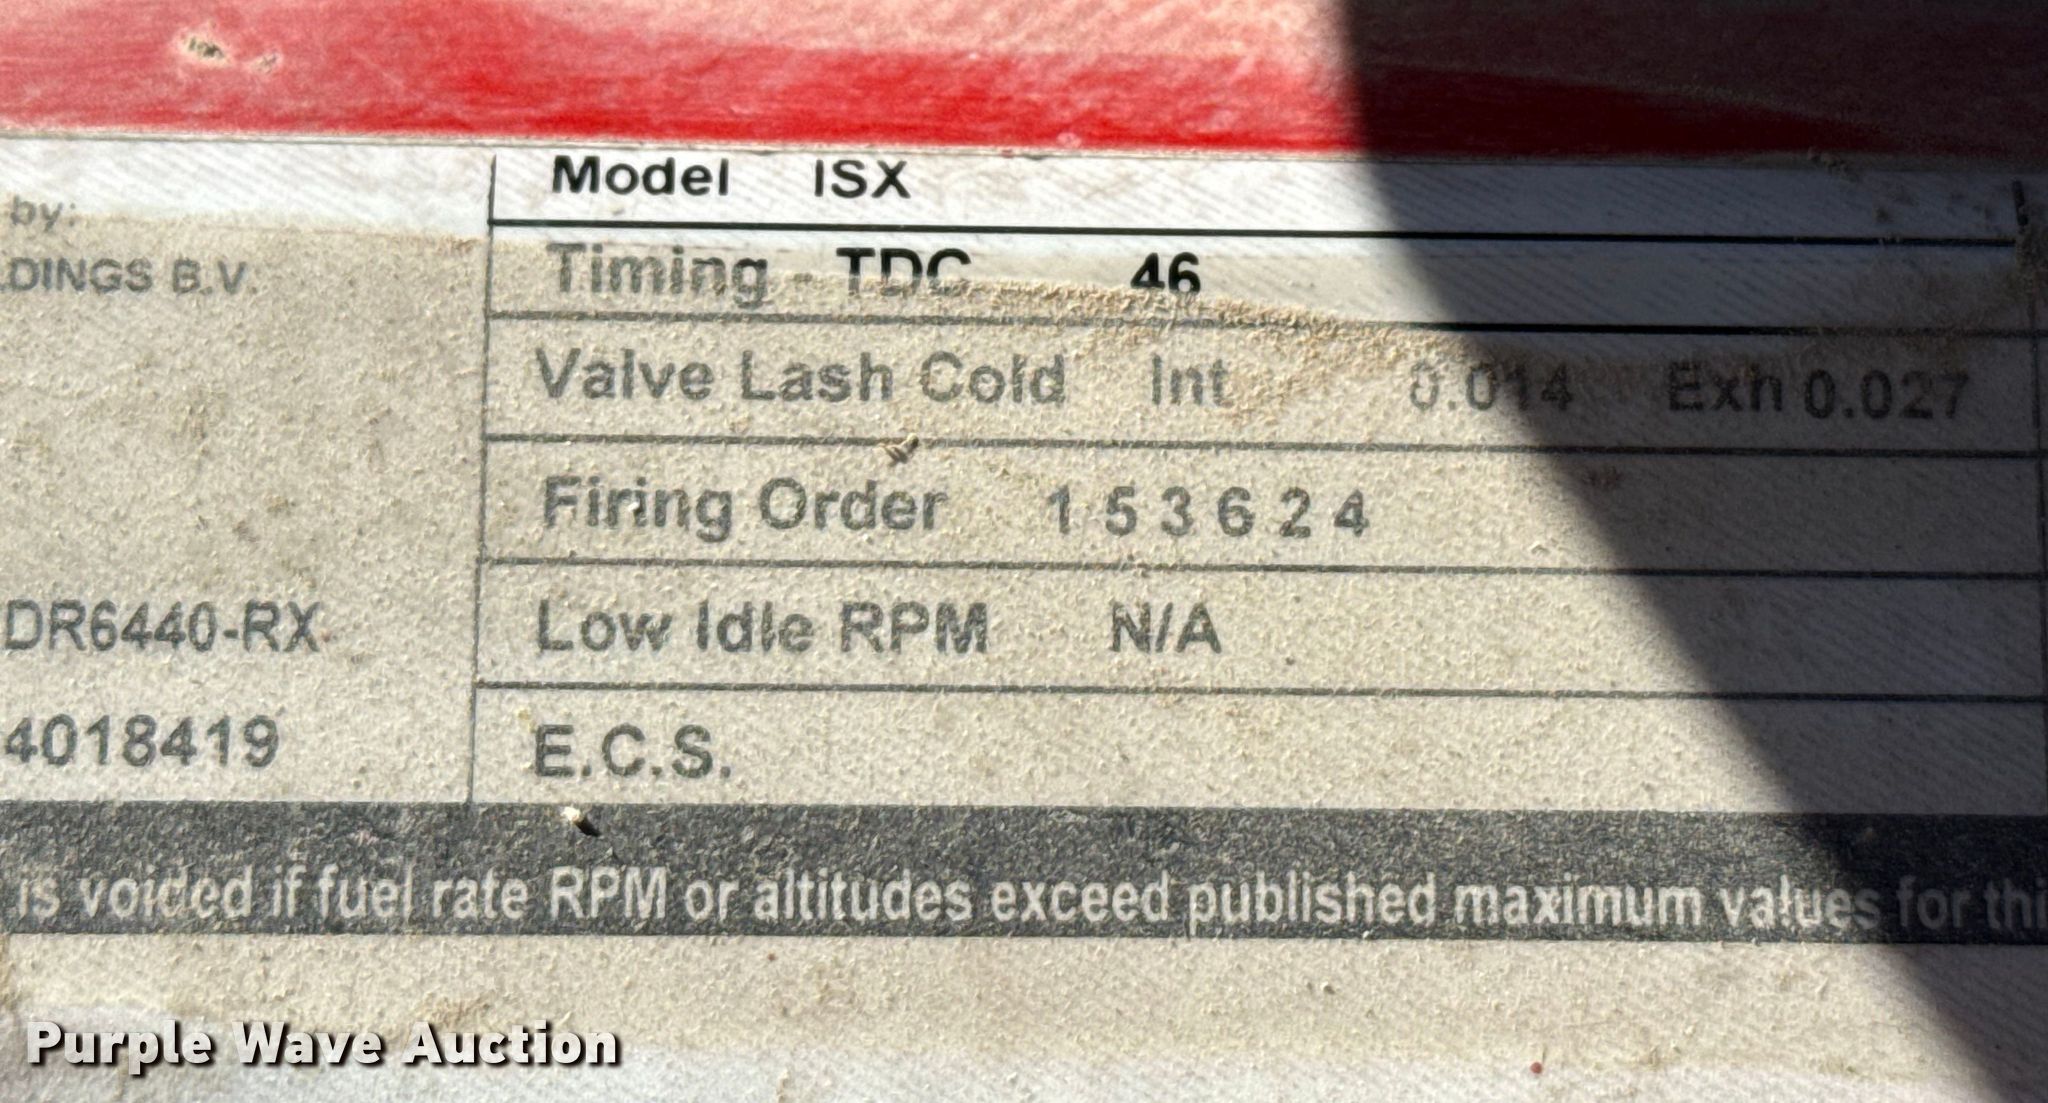 by:
DINGS B.V.
DR6440-RX
4018419
Model ISX
Timing - TDC 46
Valve Lash Cold Int 0.014 Exh 0.027
Firing Order 1 5 3 6 2 4
Low Idle RPM N/A
E.C.S.
is voided if fuel rate RPM or altitudes exceed published maximum values for thi
Purple Wave Auction